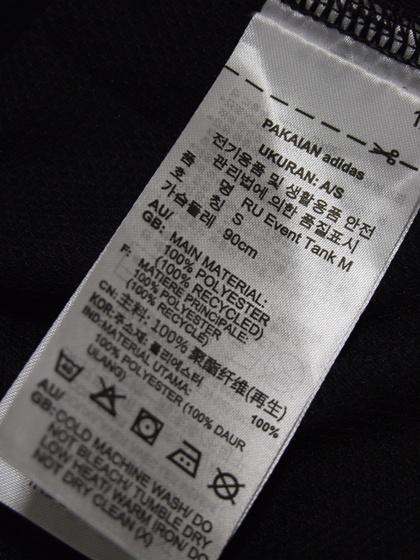 1
PAKAIAN adidas
UKURAN: A/S
전기용품 및 생활용품 안전
관리법에 의한 품질표시
품 명 RU Event Tank M
호 칭 S
가슴둘레 90cm
AU/
GB: MAIN MATERIAL:
100% POLYESTER
(100% RECYCLED)
F: MATIERE PRINCIPALE:
100% POLYESTER
(100% RECYCLE)
CN: 主料: 100% 聚酯纤维(再生)
KOR: 주소재: 폴리에스터 100%
IND: MATERIAL UTAMA:
100% POLYESTER (100% DAUR
ULANG)
AU/
GB: COLD MACHINE WASH/ DO
NOT BLEACH/ TUMBLE DRY
LOW HEAT/ WARM IRON/ DO
NOT DRY CLEAN (X)